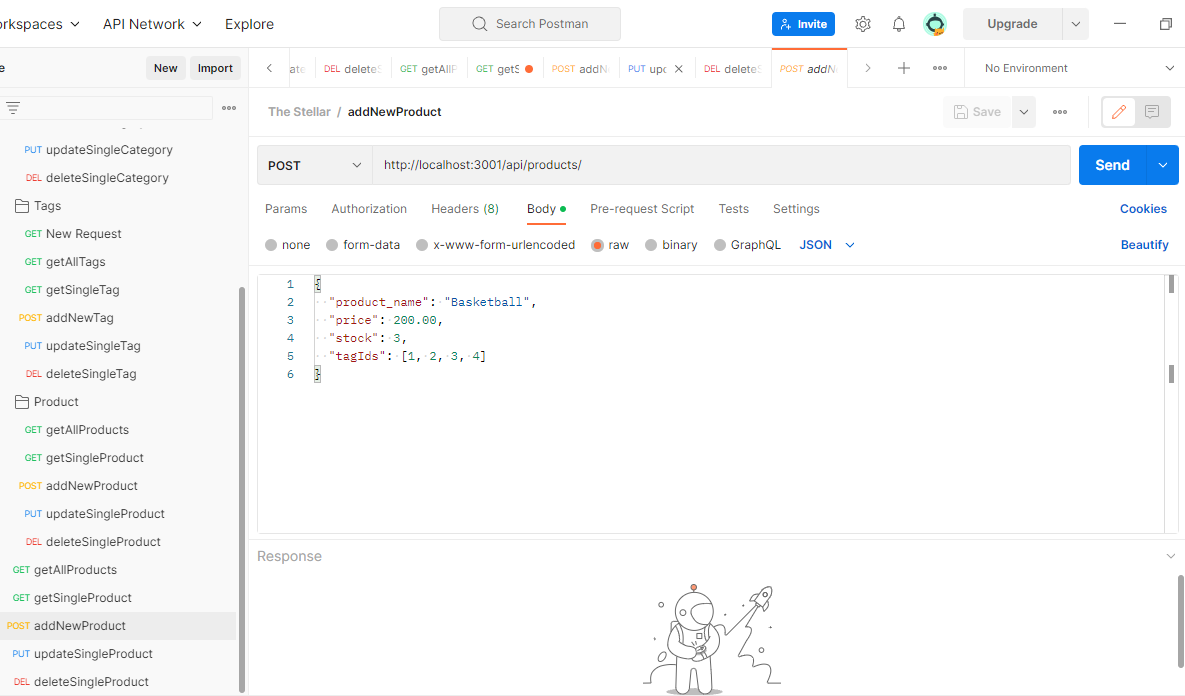 orkspaces API Network Explore Search Postman Invite Upgrade
e New Import
ate DEL deleteS GET getAllP GET getS POST addN PUT upd DEL deleteS POST addN No Environment
The Stellar / addNewProduct Save
POST http://localhost:3001/api/products/ Send
Params Authorization Headers (8) Body Pre-request Script Tests Settings Cookies
none form-data x-www-form-urlencoded raw binary GraphQL JSON Beautify
1 {
2 "product_name": "Basketball",
3 "price": 200.00,
4 "stock": 3,
5 "tagIds": [1, 2, 3, 4]
6 }
PUT updateSingleCategory
DEL deleteSingleCategory
Tags
GET New Request
GET getAllTags
GET getSingleTag
POST addNewTag
PUT updateSingleTag
DEL deleteSingleTag
Product
GET getAllProducts
GET getSingleProduct
POST addNewProduct
PUT updateSingleProduct
DEL deleteSingleProduct
GET getAllProducts
GET getSingleProduct
POST addNewProduct
PUT updateSingleProduct
DEL deleteSingleProduct
Response